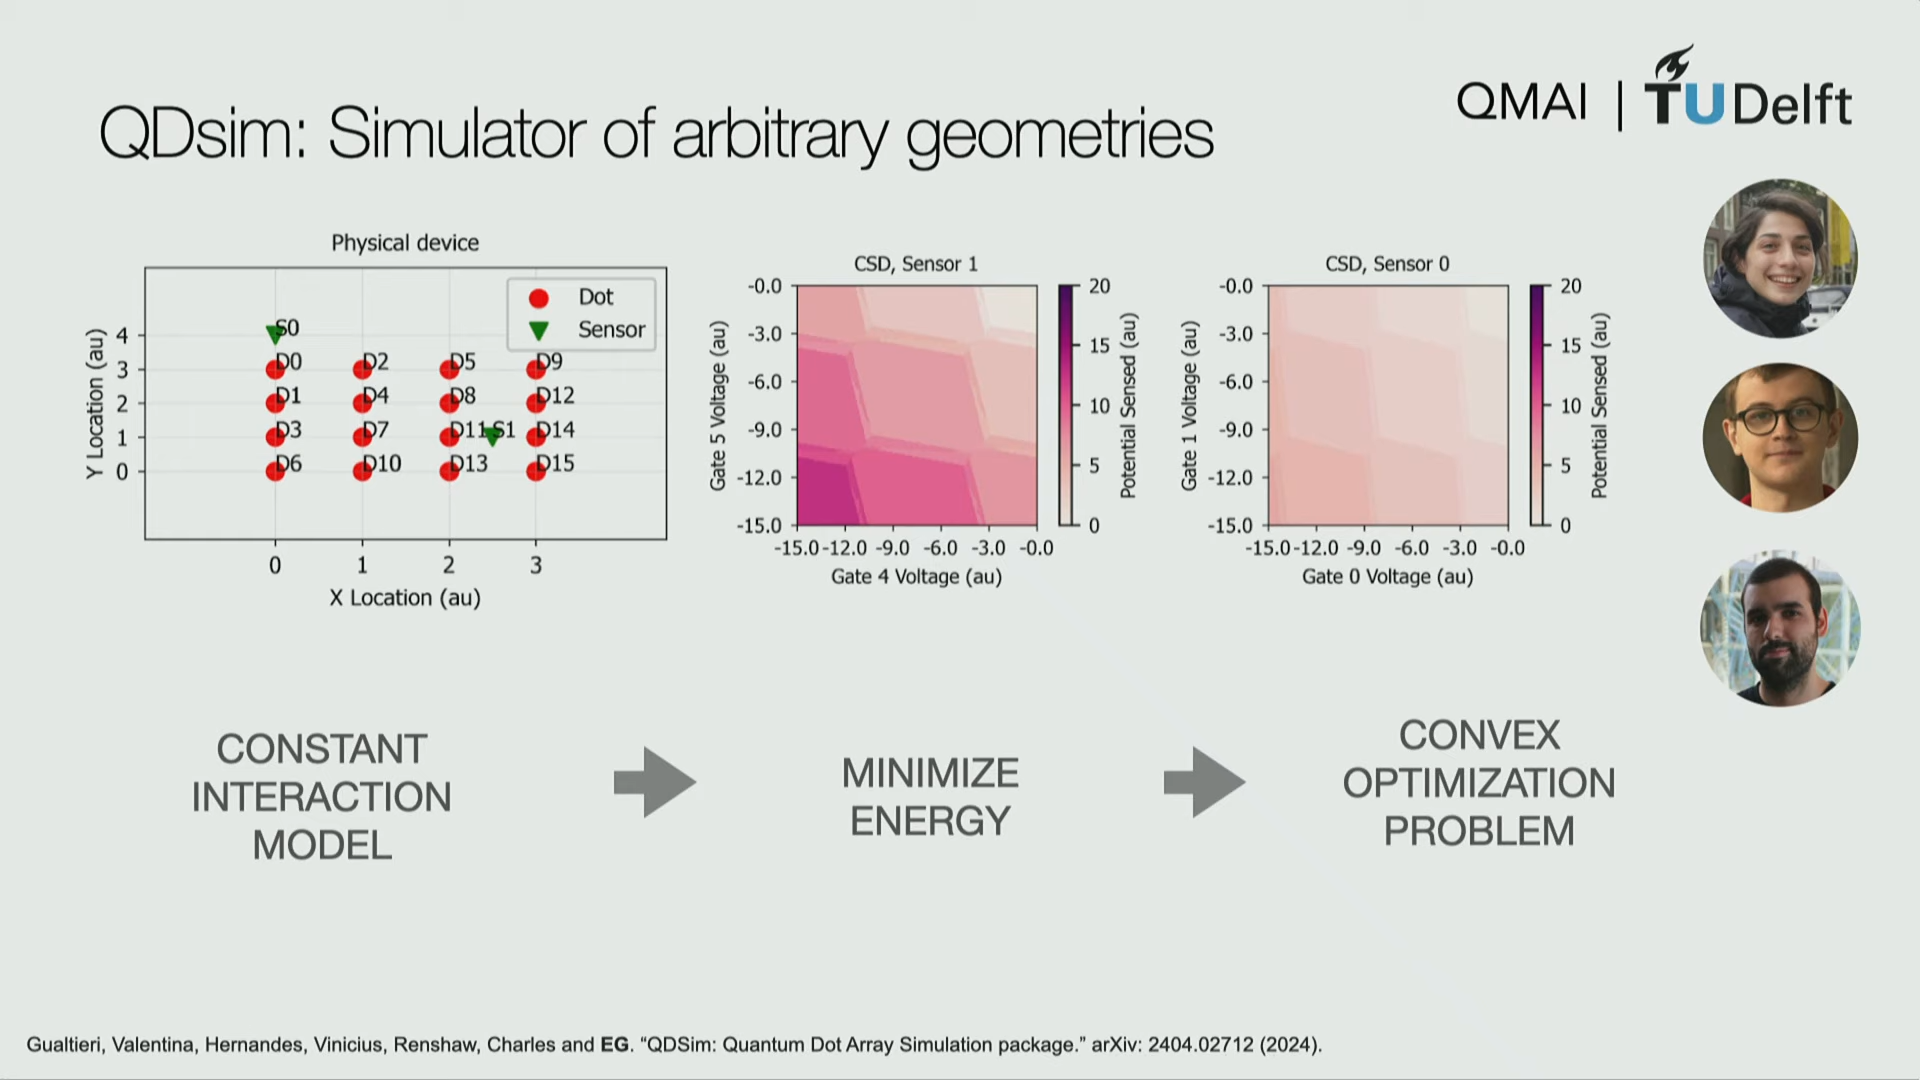 QMAI | TUDelft
QDsim: Simulator of arbitrary geometries
Physical device
Dot
Sensor
Y Location (au)
4
3
2
1
0
S0
D0 D2 D5 D9
D1 D4 D8 D12
D3 D7 D11 S1 D14
D6 D10 D13 D15
0 1 2 3
X Location (au)
CSD, Sensor 1
Gate 5 Voltage (au)
-0.0
-3.0
-6.0
-9.0
-12.0
-15.0
-15.0 -12.0 -9.0 -6.0 -3.0 -0.0
Gate 4 Voltage (au)
20
15
10
5
0
Potential Sensed (au)
CSD, Sensor 0
Gate 1 Voltage (au)
-0.0
-3.0
-6.0
-9.0
-12.0
-15.0
-15.0 -12.0 -9.0 -6.0 -3.0 -0.0
Gate 0 Voltage (au)
20
15
10
5
0
Potential Sensed (au)
CONSTANT
INTERACTION
MODEL
MINIMIZE
ENERGY
CONVEX
OPTIMIZATION
PROBLEM
Gualtieri, Valentina, Hernandes, Vinicius, Renshaw, Charles and EG. “QDSim: Quantum Dot Array Simulation package.” arXiv: 2404.02712 (2024).